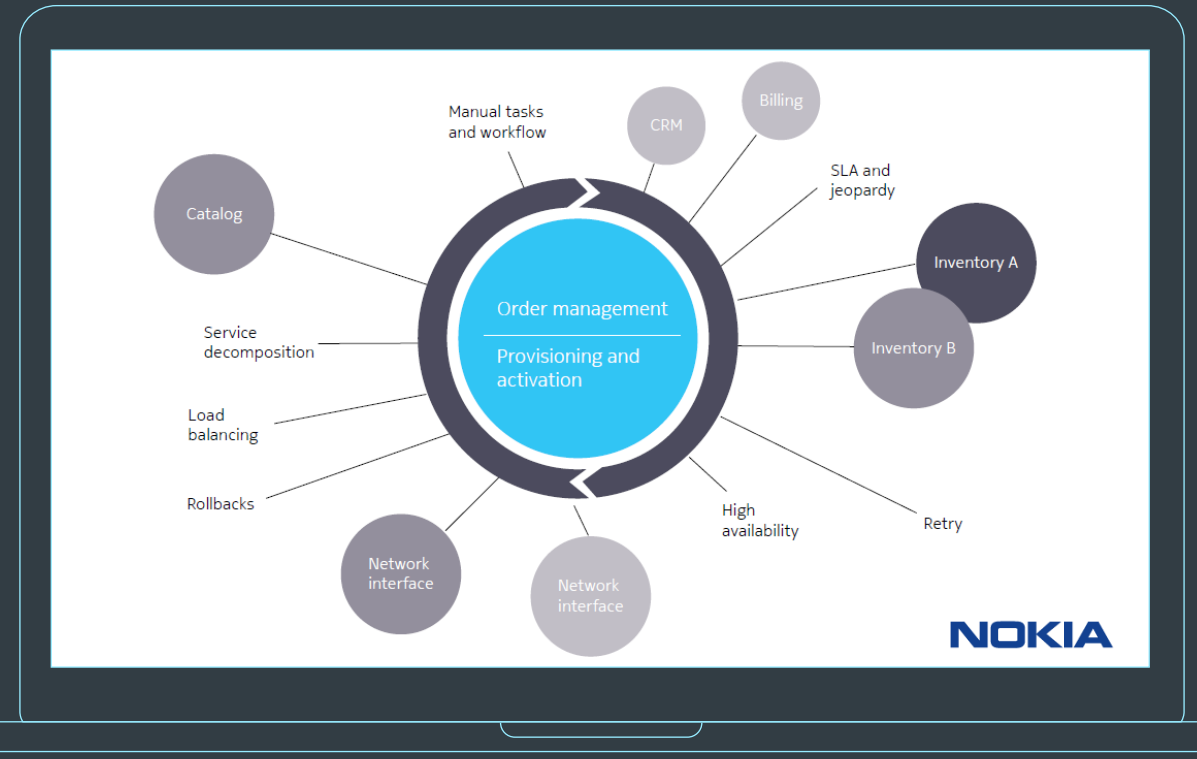 Manual tasks
and workflow
CRM
Billing
SLA and
jeopardy
Catalog
Inventory A
Order management
Service
decomposition
Inventory B
Provisioning and
activation
Load
balancing
Rollbacks
High
availability
Retry
Network
interface
Network
interface
NOKIA